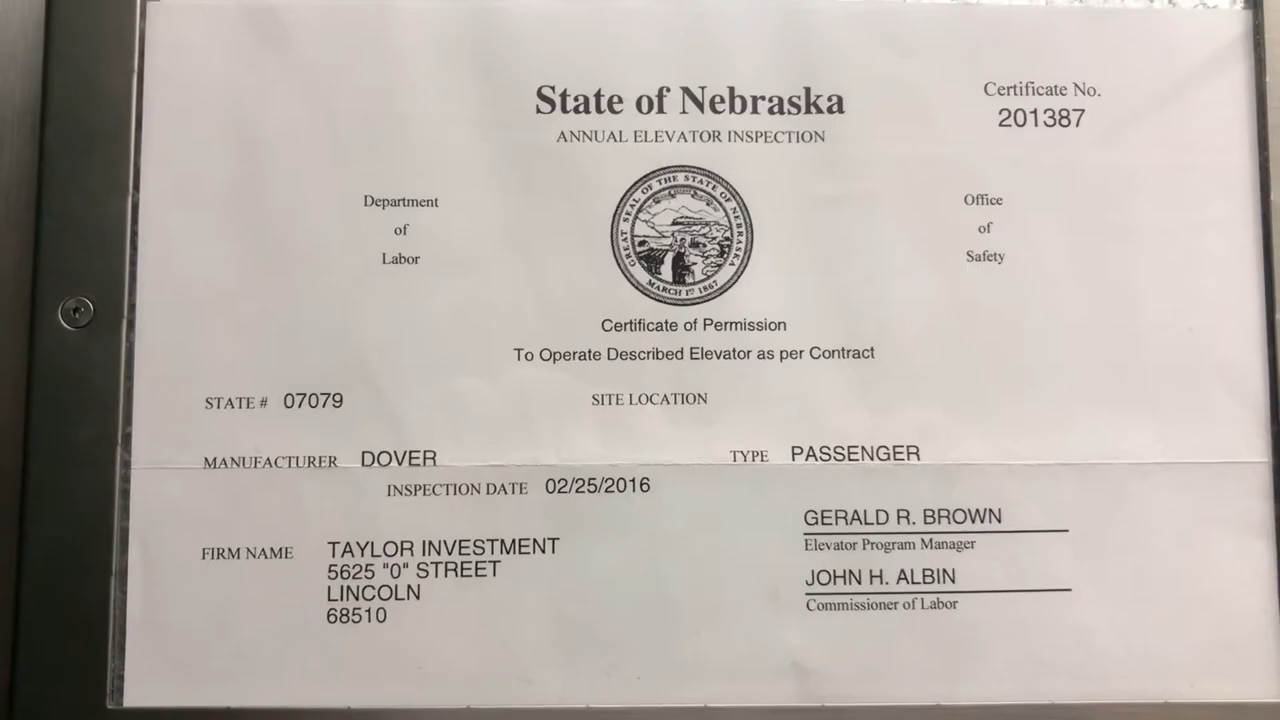 State of Nebraska
ANNUAL ELEVATOR INSPECTION
Certificate No.
201387
Department
of
Labor
GREAT SEAL OF THE STATE OF NEBRASKA
MARCH 1ST 1867
Office
of
Safety
Certificate of Permission
To Operate Described Elevator as per Contract
STATE # 07079 SITE LOCATION
MANUFACTURER DOVER TYPE PASSENGER
INSPECTION DATE 02/25/2016
FIRM NAME TAYLOR INVESTMENT
5625 "0" STREET
LINCOLN
68510
GERALD R. BROWN
Elevator Program Manager
JOHN H. ALBIN
Commissioner of Labor